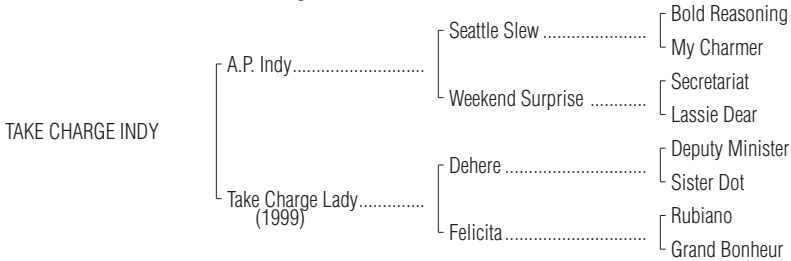 Bold Reasoning
Seattle Slew ......................
My Charmer
A.P. Indy...........................
Secretariat
Weekend Surprise ............
Lassie Dear
TAKE CHARGE INDY
Deputy Minister
Dehere .............................
Sister Dot
Take Charge Lady..............
(1999)
Rubiano
Felicita .............................
Grand Bonheur